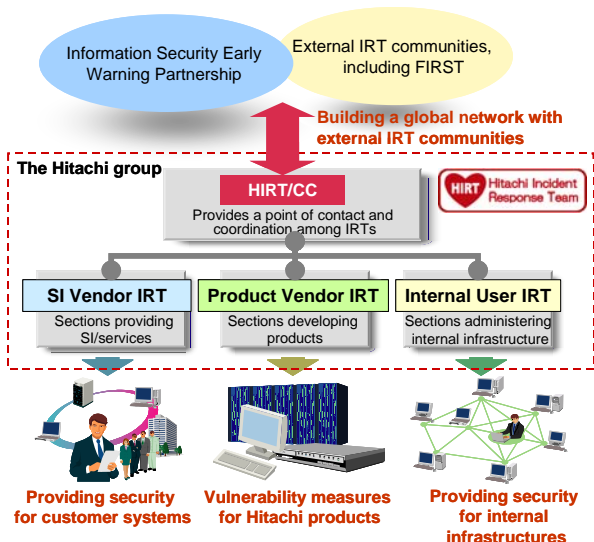 Information Security Early
Warning Partnership
External IRT communities,
including FIRST
Building a global network with
external IRT communities
The Hitachi group
HIRT/CC
Provides a point of contact and
coordination among IRTs
HIRT
Hitachi Incident
Response Team
SI Vendor IRT
Sections providing
SI/services
Product Vendor IRT
Sections developing
products
Internal User IRT
Sections administering
internal infrastructure
Providing security
for customer systems
Vulnerability measures
for Hitachi products
Providing security
for internal
infrastructures